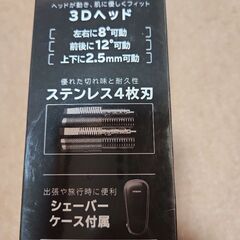 ヘッドが動き、肌に優しくフィット
3Dヘッド
左右に8°可動
前後に12°可動
上下に2.5mm可動
優れた切れ味と耐久性
ステンレス4枚刃
出張や旅行時に便利
シェーバー
ケース付属